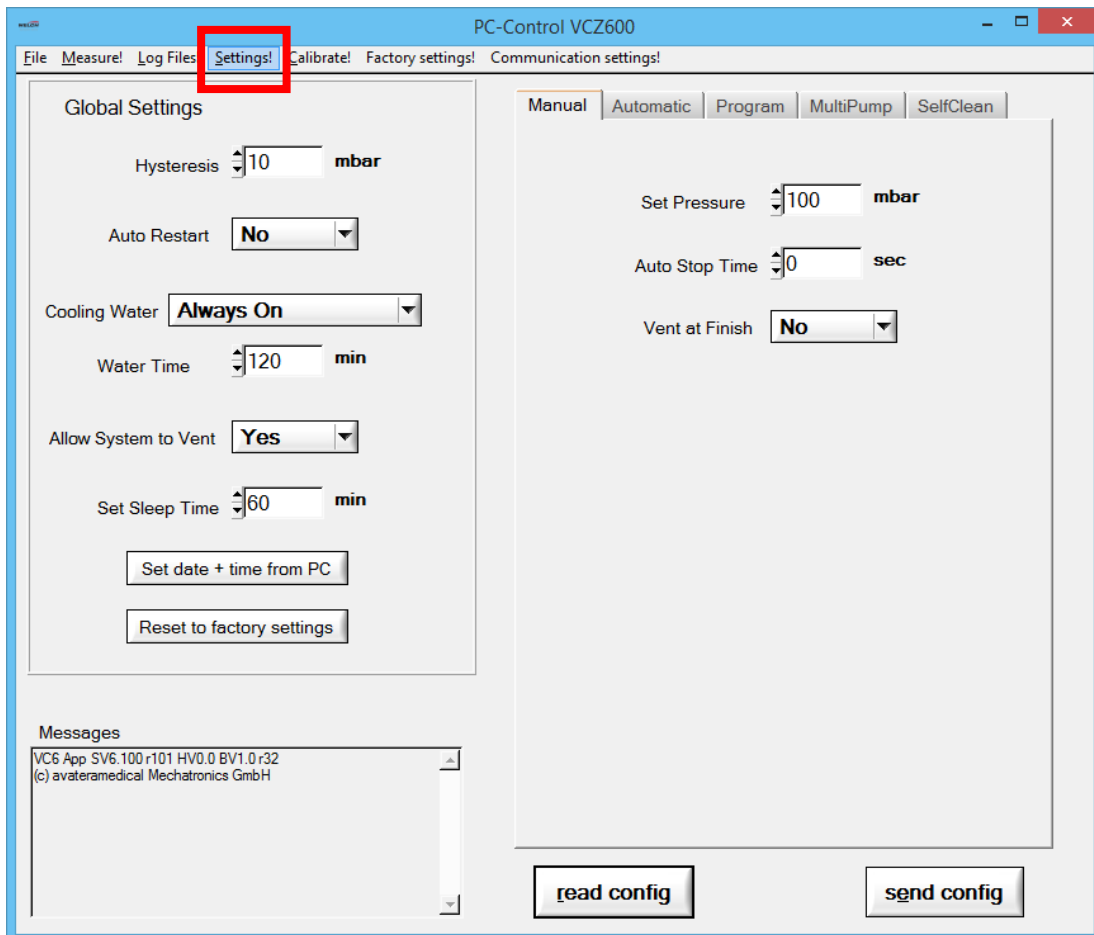 PC-Control VCZ600
File Measure! Log Files Settings! Calibrate! Factory settings! Communication settings!
Global Settings
Hysteresis 10 mbar
Auto Restart No
Cooling Water Always On
Water Time 120 min
Allow System to Vent Yes
Set Sleep Time 60 min
Set date + time from PC
Reset to factory settings
Messages
VC6 App SV6.100 r101 HV0.0 BV1.0 r32
(c) avateramedical Mechatronics GmbH
Manual Automatic Program MultiPump SelfClean
Set Pressure 100 mbar
Auto Stop Time 0 sec
Vent at Finish No
read config send config